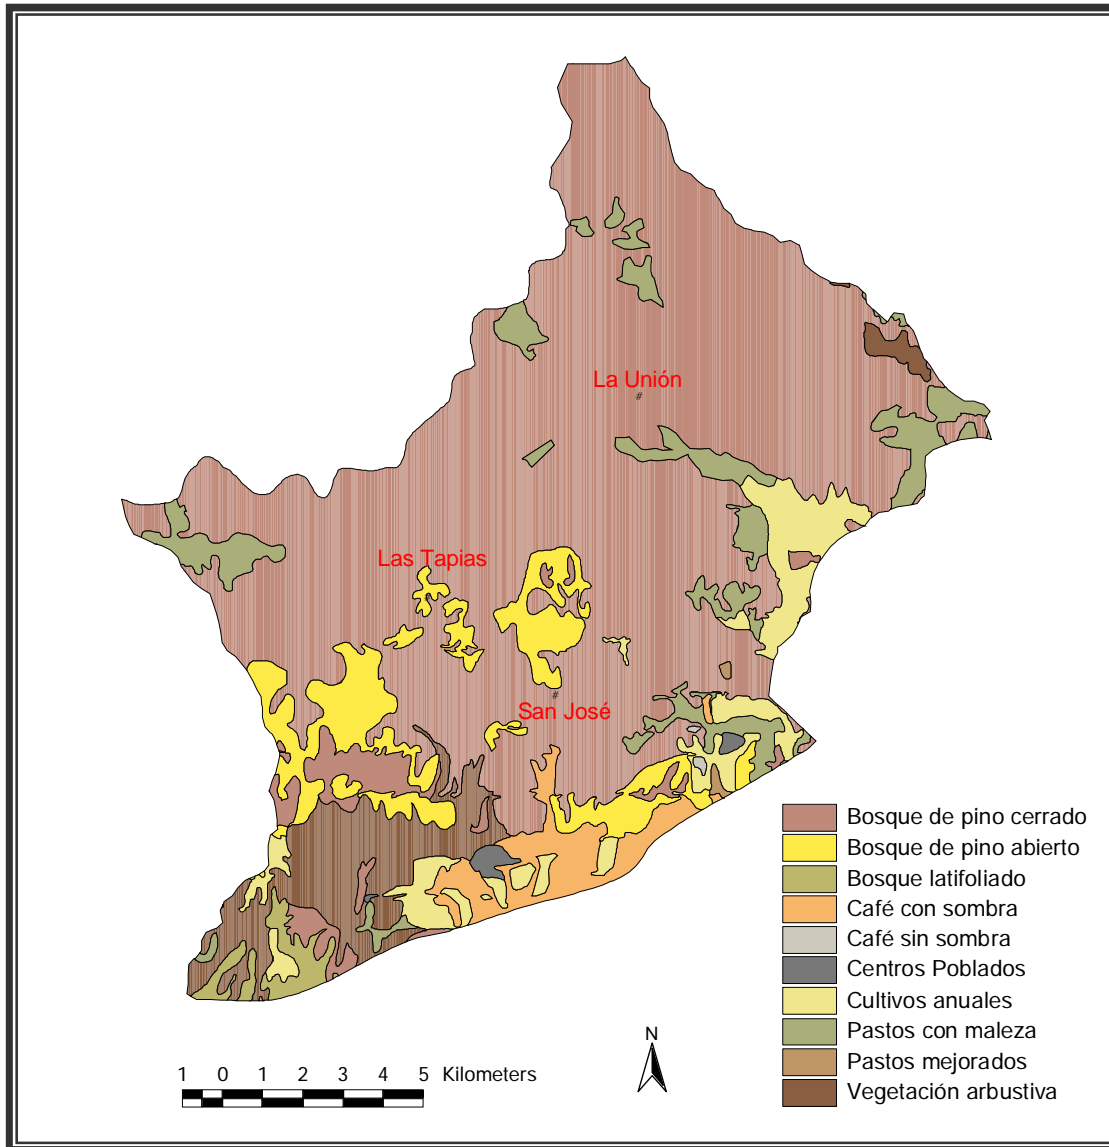 La Unión
#
Las Tapias
#
San José
Bosque de pino cerrado
Bosque de pino abierto
Bosque latifoliado
Café con sombra
Café sin sombra
Centros Poblados
Cultivos anuales
Pastos con maleza
Pastos mejorados
Vegetación arbustiva
N
1 0 1 2 3 4 5 Kilometers